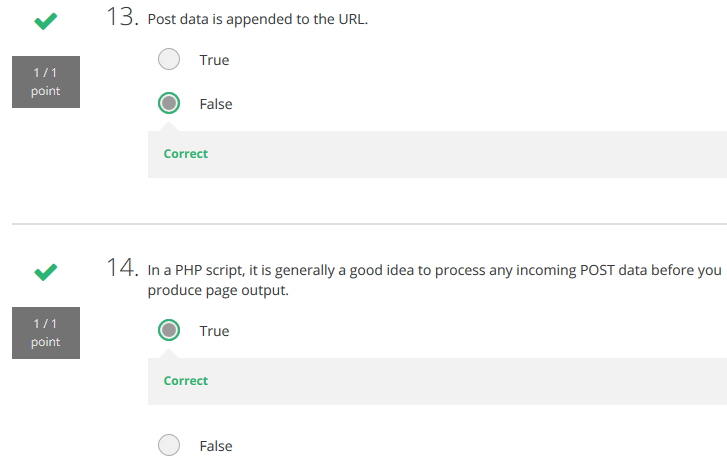 13. Post data is appended to the URL.
1 / 1
point
True
False
Correct
14. In a PHP script, it is generally a good idea to process any incoming POST data before you
produce page output.
1 / 1
point
True
Correct
False